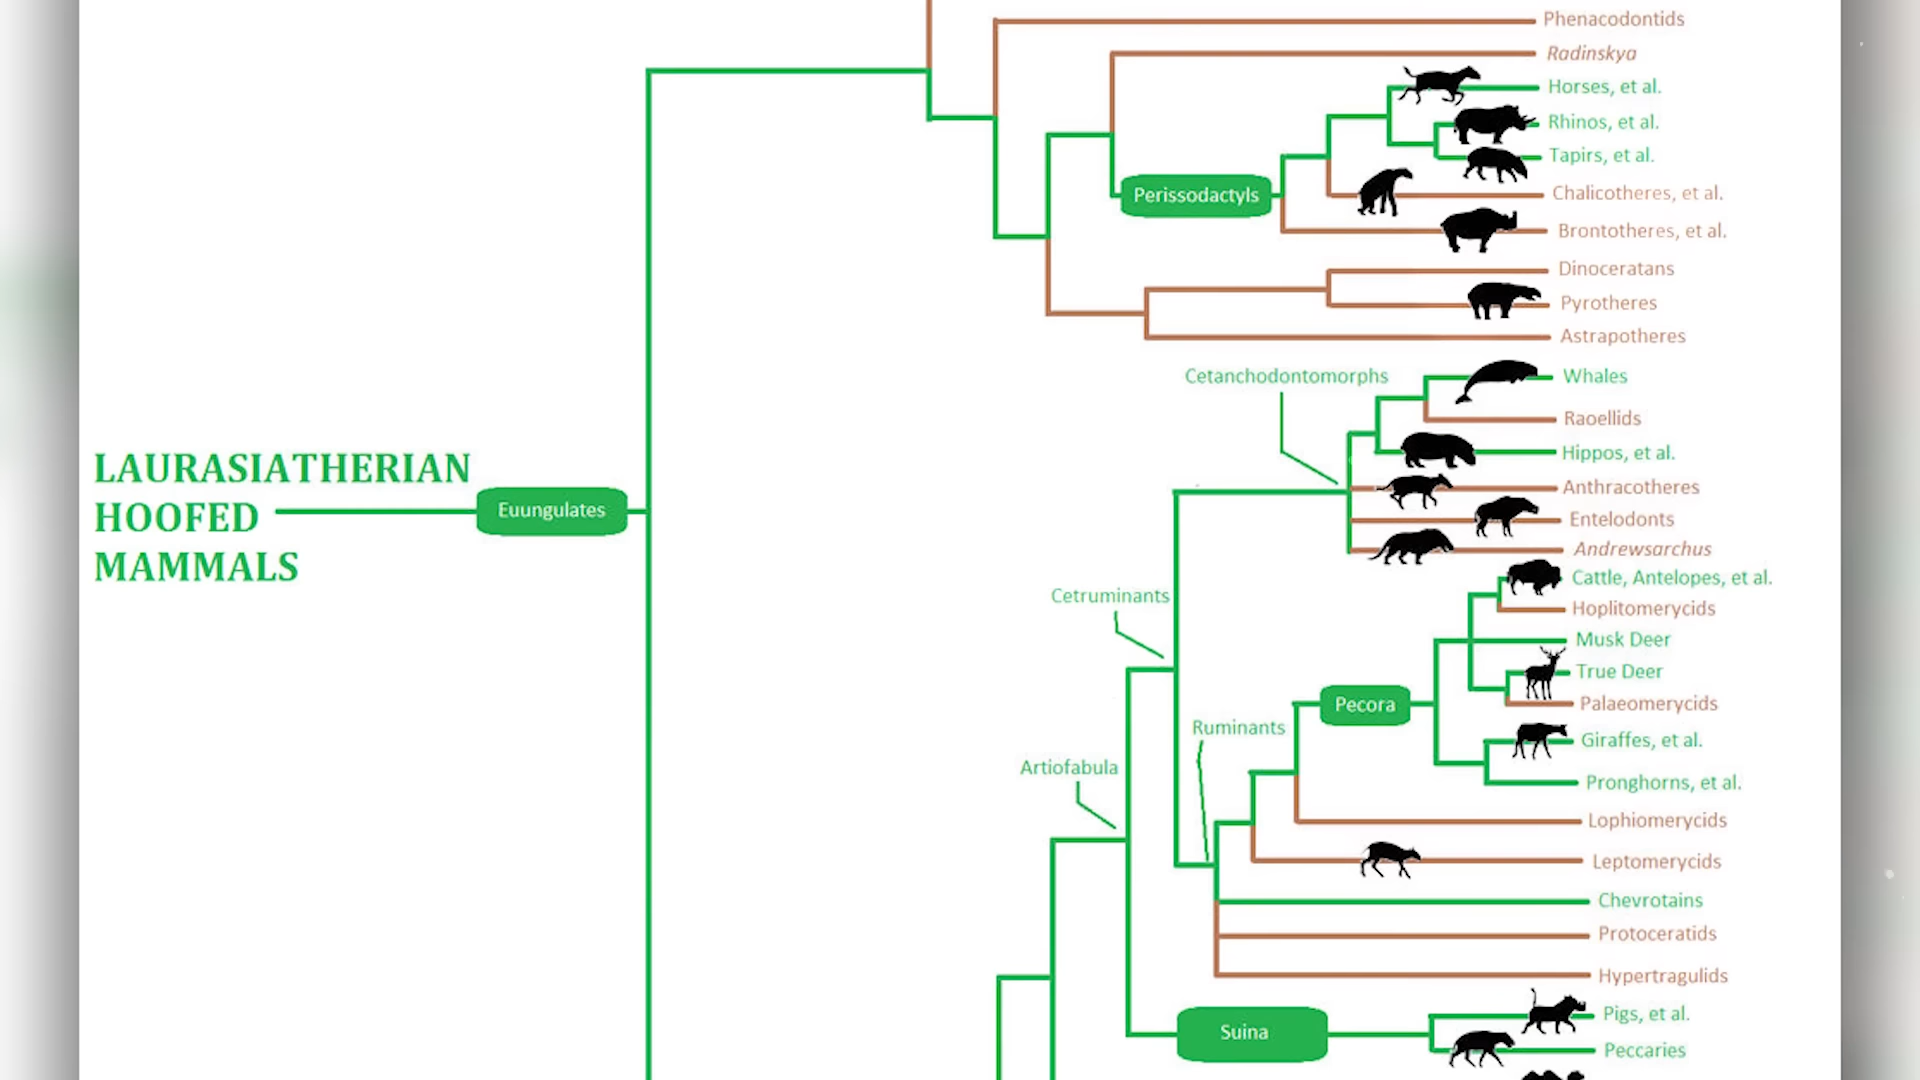 Phenacodontids
Radinskya
Horses, et al.
Rhinos, et al.
Tapirs, et al.
Perissodactyls
Chalicotheres, et al.
Brontotheres, et al.
Dinoceratans
Pyrotheres
Astrapotheres
Cetanchodontomorphs
Whales
Raoellids
Hippos, et al.
LAURASIATHERIAN
HOOFED
MAMMALS
Euungulates
Anthracotheres
Entelodonts
Andrewsarchus
Cattle, Antelopes, et al.
Cetruminants
Hoplitomerycids
Musk Deer
True Deer
Palaeomerycids
Pecora
Ruminants
Giraffes, et al.
Artiofabula
Pronghorns, et al.
Lophiomerycids
Leptomerycids
Chevrotains
Protoceratids
Hypertragulids
Pigs, et al.
Suina
Peccaries